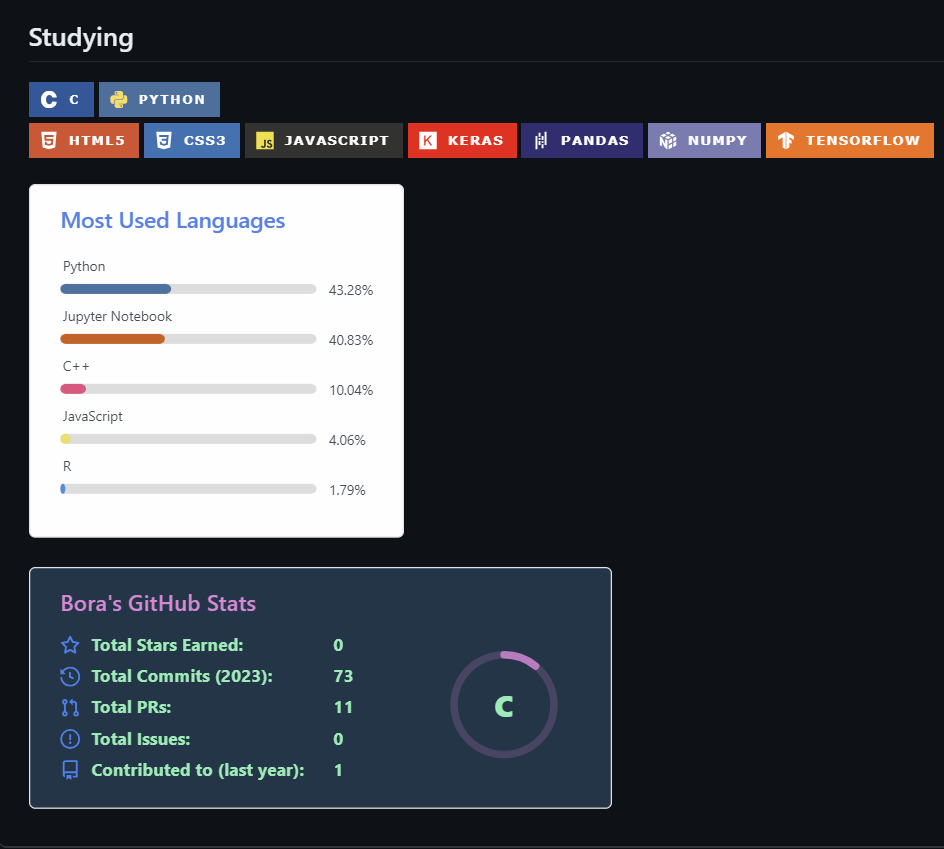 Studying
C PYTHON
HTML5 CSS3 JS JAVASCRIPT K KERAS PANDAS NUMPY TENSORFLOW
Most Used Languages
Python
43.28%
Jupyter Notebook
40.83%
C++
10.04%
JavaScript
4.06%
R
1.79%
Bora's GitHub Stats
Total Stars Earned: 0
Total Commits (2023): 73
Total PRs: 11
Total Issues: 0
Contributed to (last year): 1
C